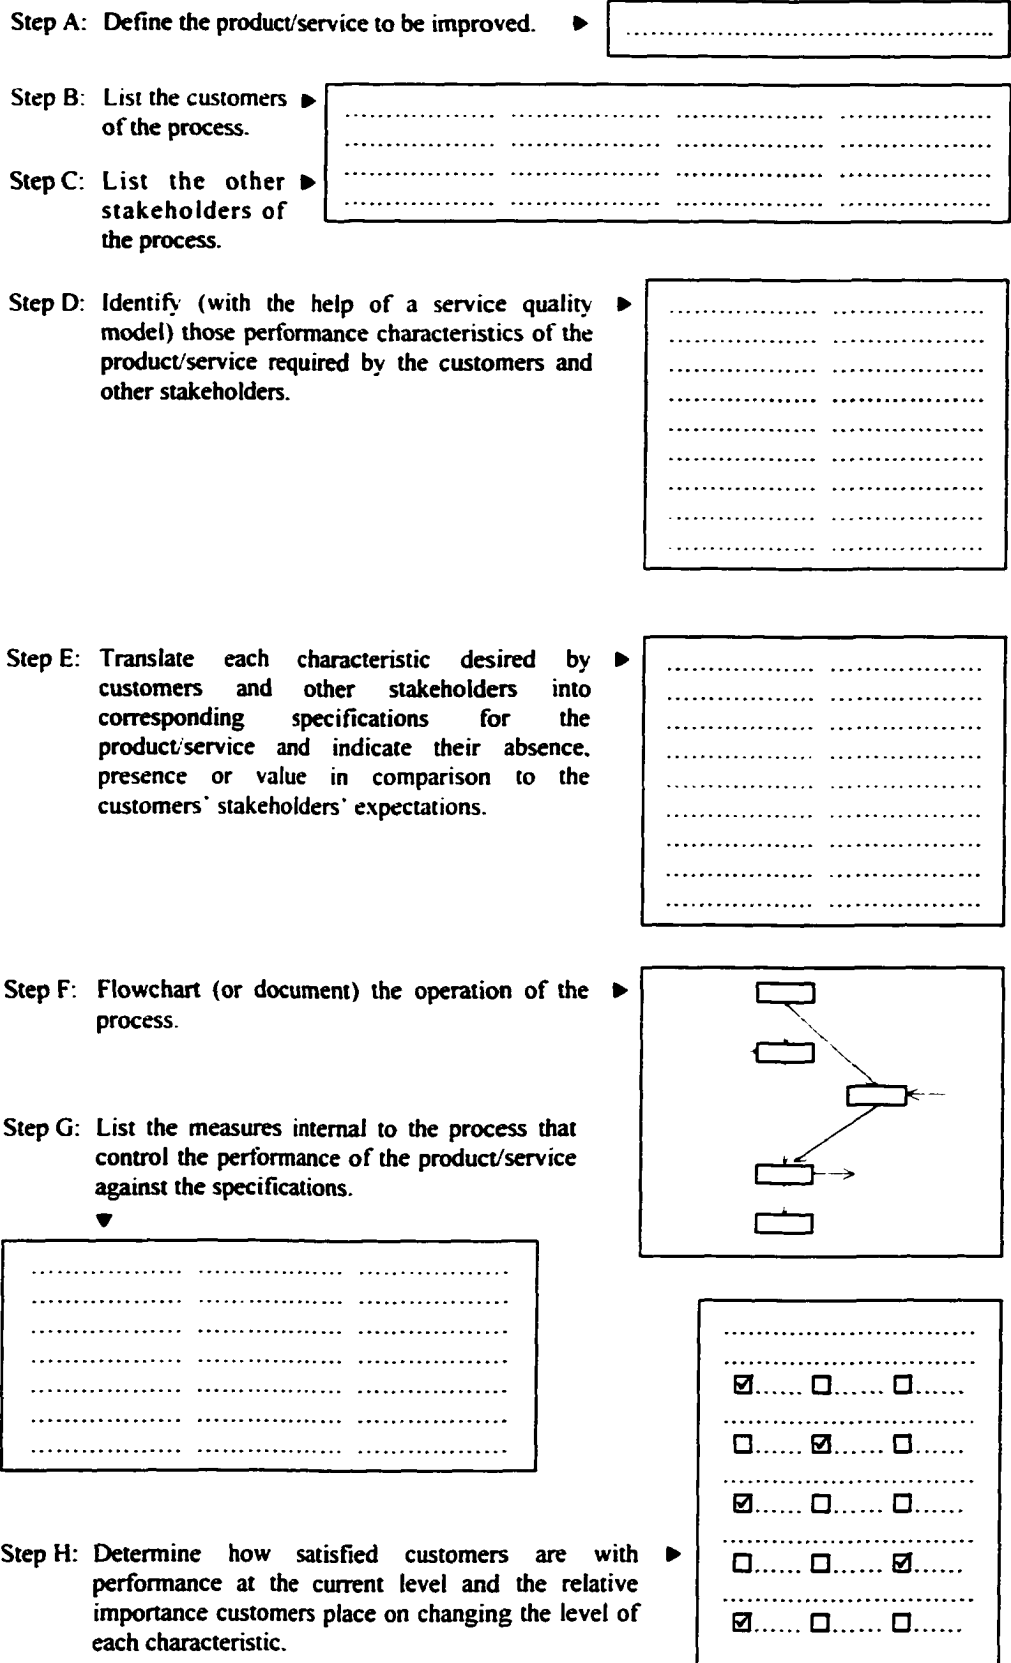 Step A: Define the product/service to be improved.
Step B: List the customers
of the process.
Step C: List the other
stakeholders of
the process.
Step D: Identify (with the help of a service quality
model) those performance characteristics of the
product/service required by the customers and
other stakeholders.
Step E: Translate each characteristic desired by
customers and other stakeholders into
corresponding specifications for the
product/service and indicate their absence,
presence or value in comparison to the
customers' stakeholders' expectations.
Step F: Flowchart (or document) the operation of the
process.
Step G: List the measures internal to the process that
control the performance of the product/service
against the specifications.
Step H: Determine how satisfied customers are with
performance at the current level and the relative
importance customers place on changing the level of
each characteristic.